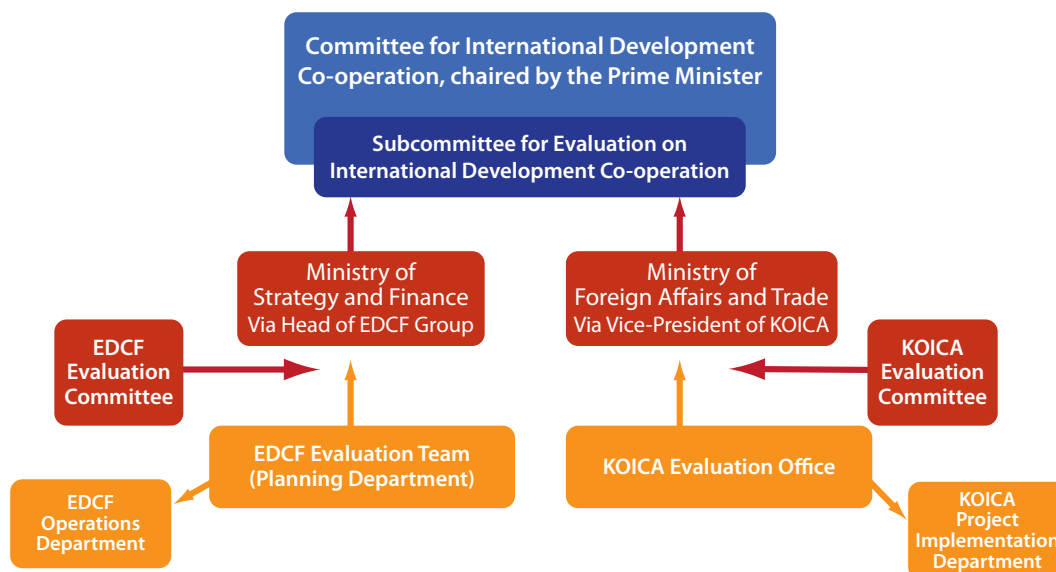 Committee for International Development
Co-operation, chaired by the Prime Minister
Subcommittee for Evaluation on
International Development Co-operation
Ministry of
Strategy and Finance
Via Head of EDCF Group
Ministry of
Foreign Affairs and Trade
Via Vice-President of KOICA
EDCF
Evaluation
Committee
KOICA
Evaluation
Committee
EDCF Evaluation Team
(Planning Department)
KOICA Evaluation Office
EDCF
Operations
Department
KOICA
Project
Implementation
Department